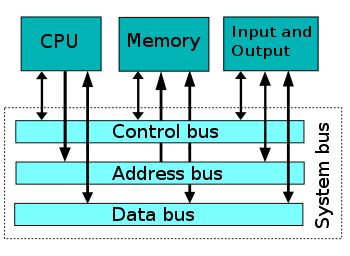 CPU
Memory
Input and
Output
Control bus
Address bus
Data bus
System bus